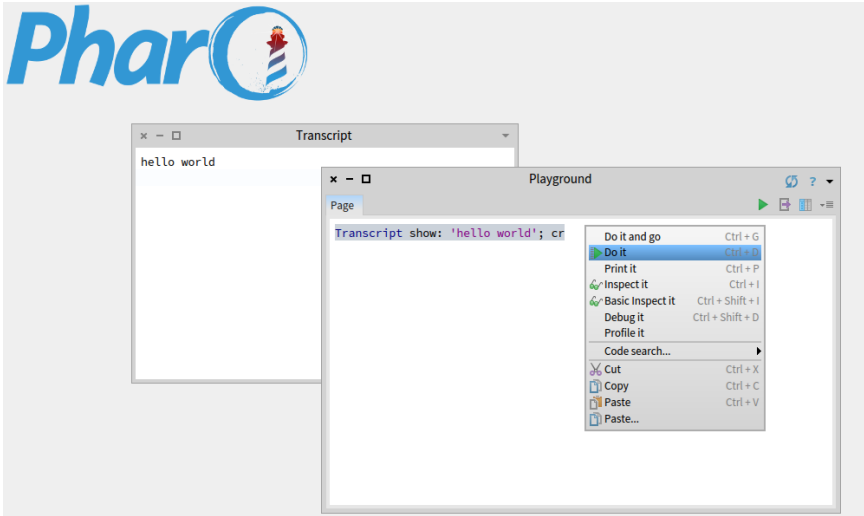 Pharo
Transcript
hello world
Playground
?
Page
Transcript show: 'hello world'; cr
Do it and go Ctrl + G
Do it Ctrl + D
Print it Ctrl + P
Inspect it Ctrl + I
Basic Inspect it Ctrl + Shift + I
Debug it Ctrl + Shift + D
Profile it
Code search...
Cut Ctrl + X
Copy Ctrl + C
Paste Ctrl + V
Paste...